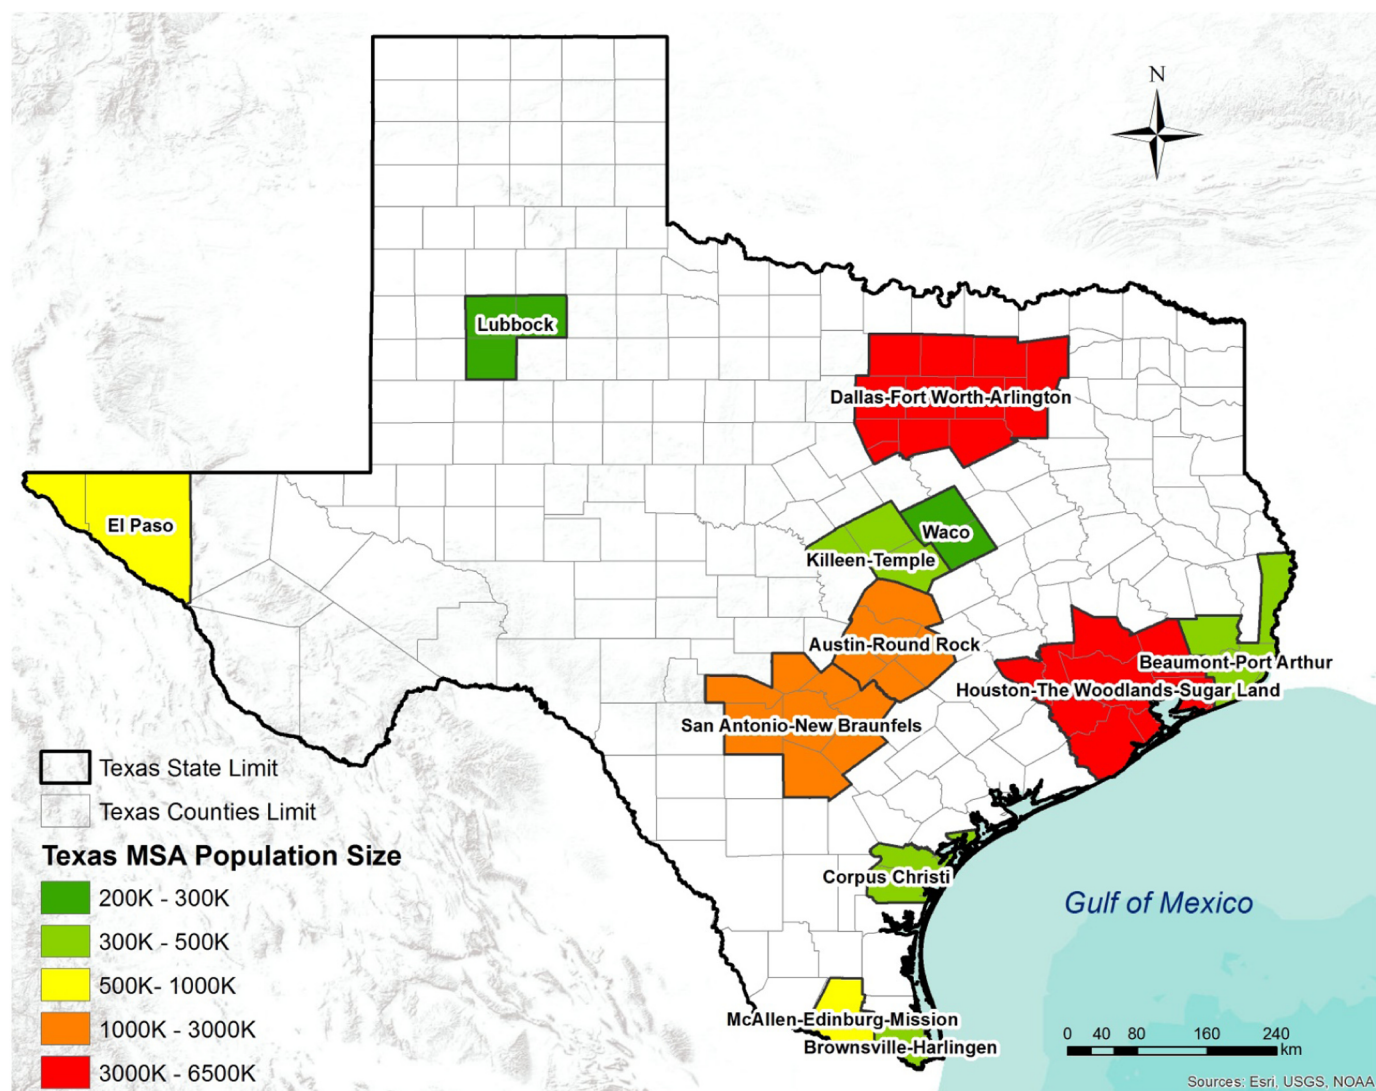 N
Lubbock
Dallas-Fort Worth-Arlington
El Paso
Waco
Killeen-Temple
Austin-Round Rock
Beaumont-Port Arthur
Houston-The Woodlands-Sugar Land
San Antonio-New Braunfels
Texas State Limit
Texas Counties Limit
Texas MSA Population Size
200K - 300K
300K - 500K
500K- 1000K
1000K - 3000K
3000K - 6500K
Corpus Christi
Gulf of Mexico
McAllen-Edinburg-Mission
Brownsville-Harlingen
0 40 80 160 240
km
Sources: Esri, USGS, NOAA